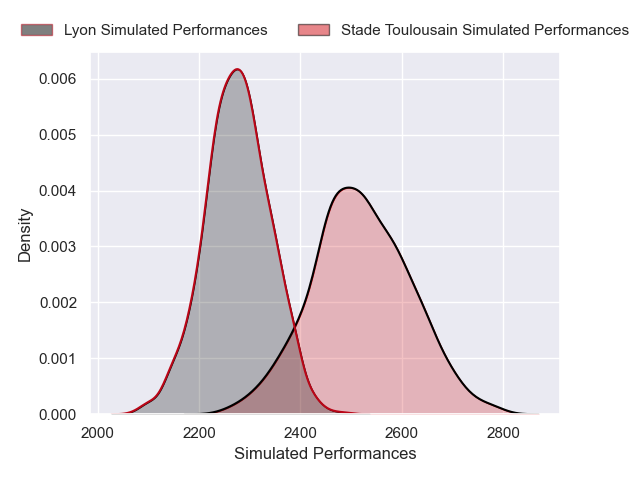 Lyon Simulated Performances
Stade Toulousain Simulated Performances
0.006
0.005
0.004
0.003
0.002
0.001
0.000
Density
2000 2200 2400 2600 2800
Simulated Performances